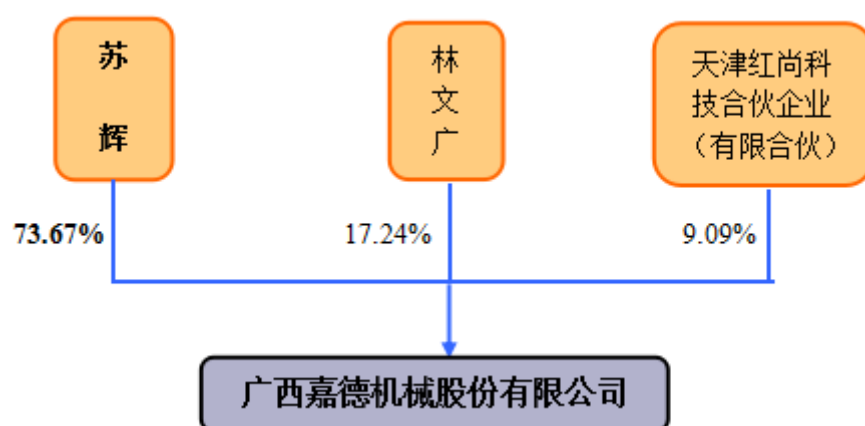 苏
辉
林
文
广
天津红尚科
技合伙企业
（有限合伙）
73.67%
17.24%
9.09%
广西嘉德机械股份有限公司